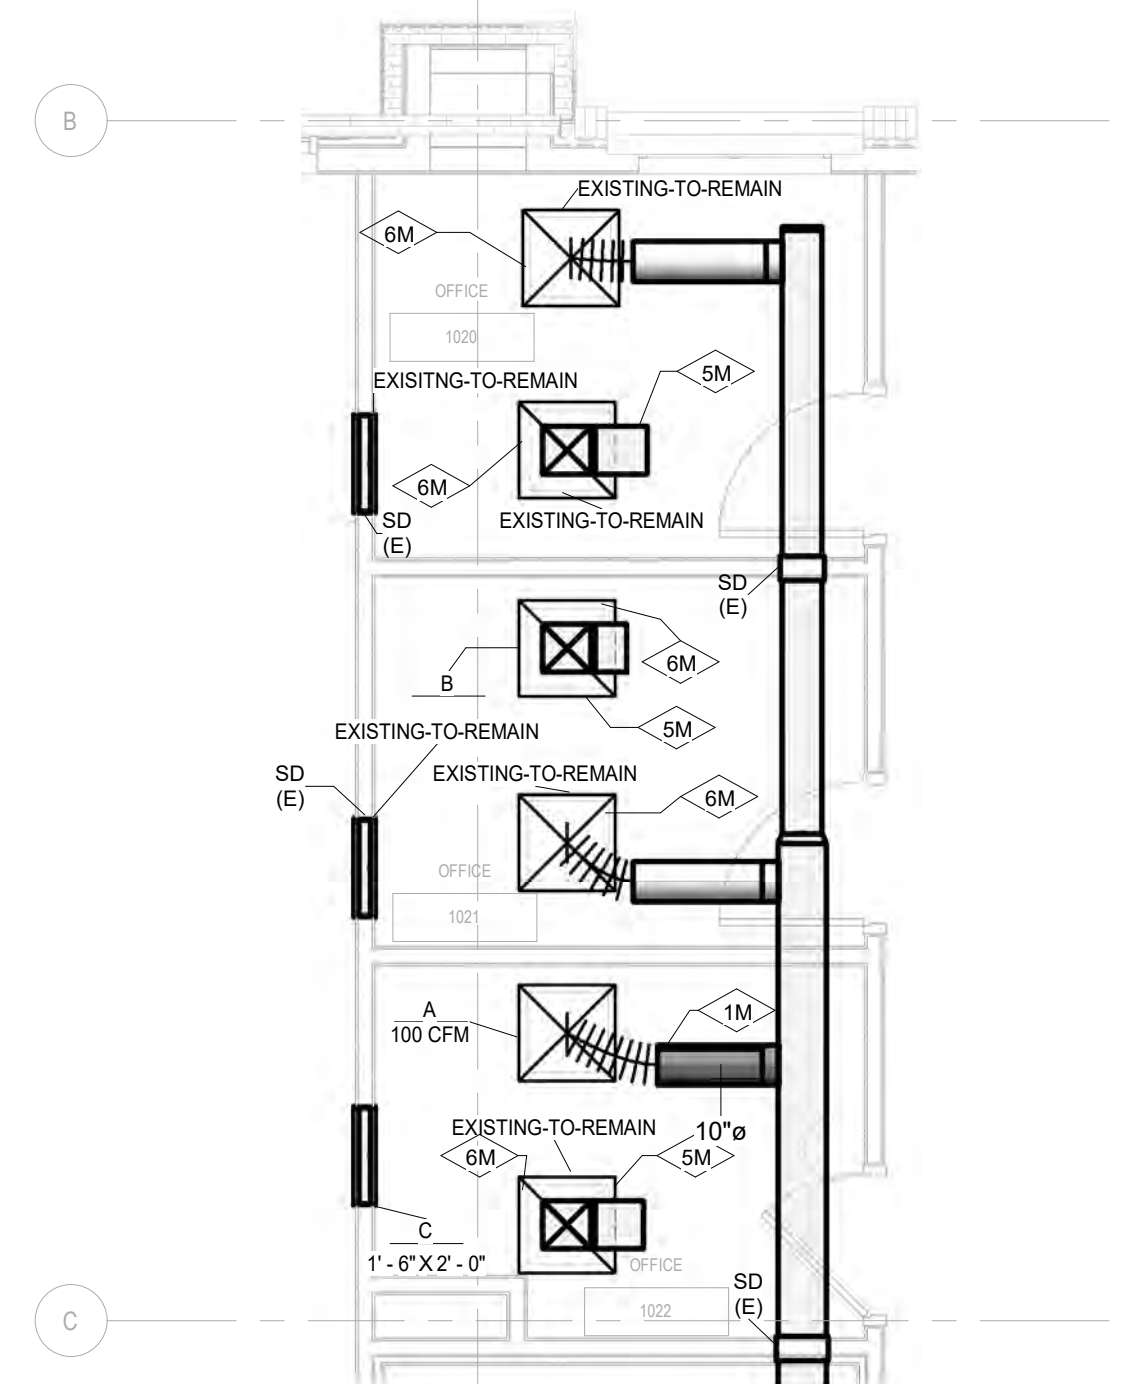 B
EXISTING-TO-REMAIN
6M
OFFICE
1020
EXISITNG-TO-REMAIN
5M
6M
EXISTING-TO-REMAIN
SD
(E)
SD
(E)
6M
B
5M
EXISTING-TO-REMAIN
SD
(E)
EXISTING-TO-REMAIN
6M
OFFICE
1021
A
100 CFM
1M
10"ø
EXISTING-TO-REMAIN
6M
5M
C
1' - 6" X 2' - 0"
OFFICE
1022
SD
(E)
C